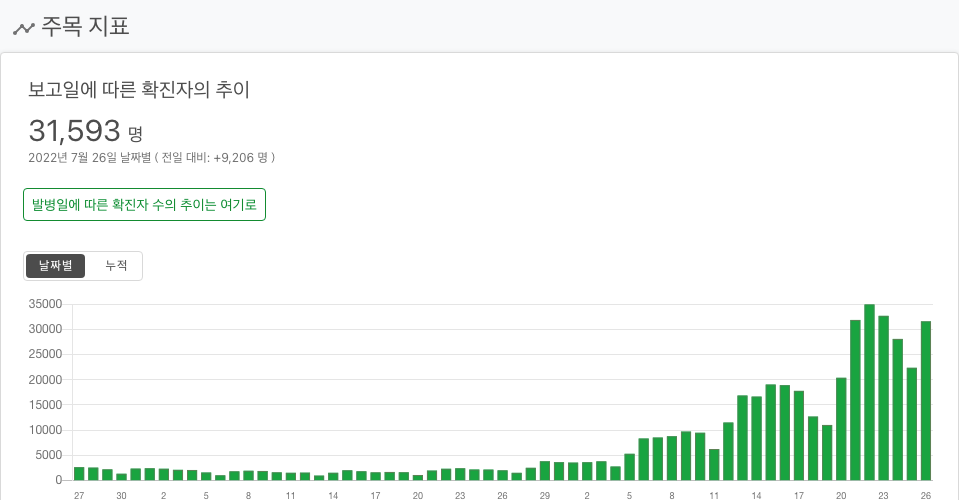 주목 지표
보고일에 따른 확진자의 추이
31,593 명
2022년 7월 26일 날짜별 ( 전일 대비: +9,206 명 )
발병일에 따른 확진자 수의 추이는 여기로
날짜별 누적
35000
30000
25000
20000
15000
10000
5000
0
27 30 2 5 8 11 14 17 20 23 26 29 2 5 8 11 14 17 20 23 26